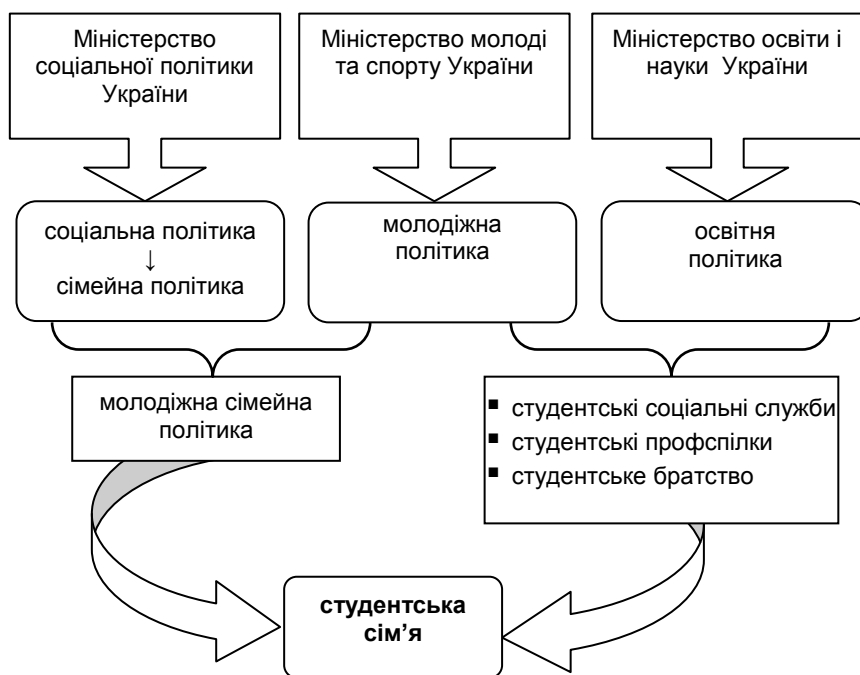 Міністерство
соціальної політики
України
Міністерство молоді
та спорту України
Міністерство освіти і
науки України
соціальна політика
↓
сімейна політика
молодіжна
політика
освітня
політика
молодіжна сімейна
політика
▪ студентські соціальні служби
▪ студентські профспілки
▪ студентське братство
студентська
сім’я